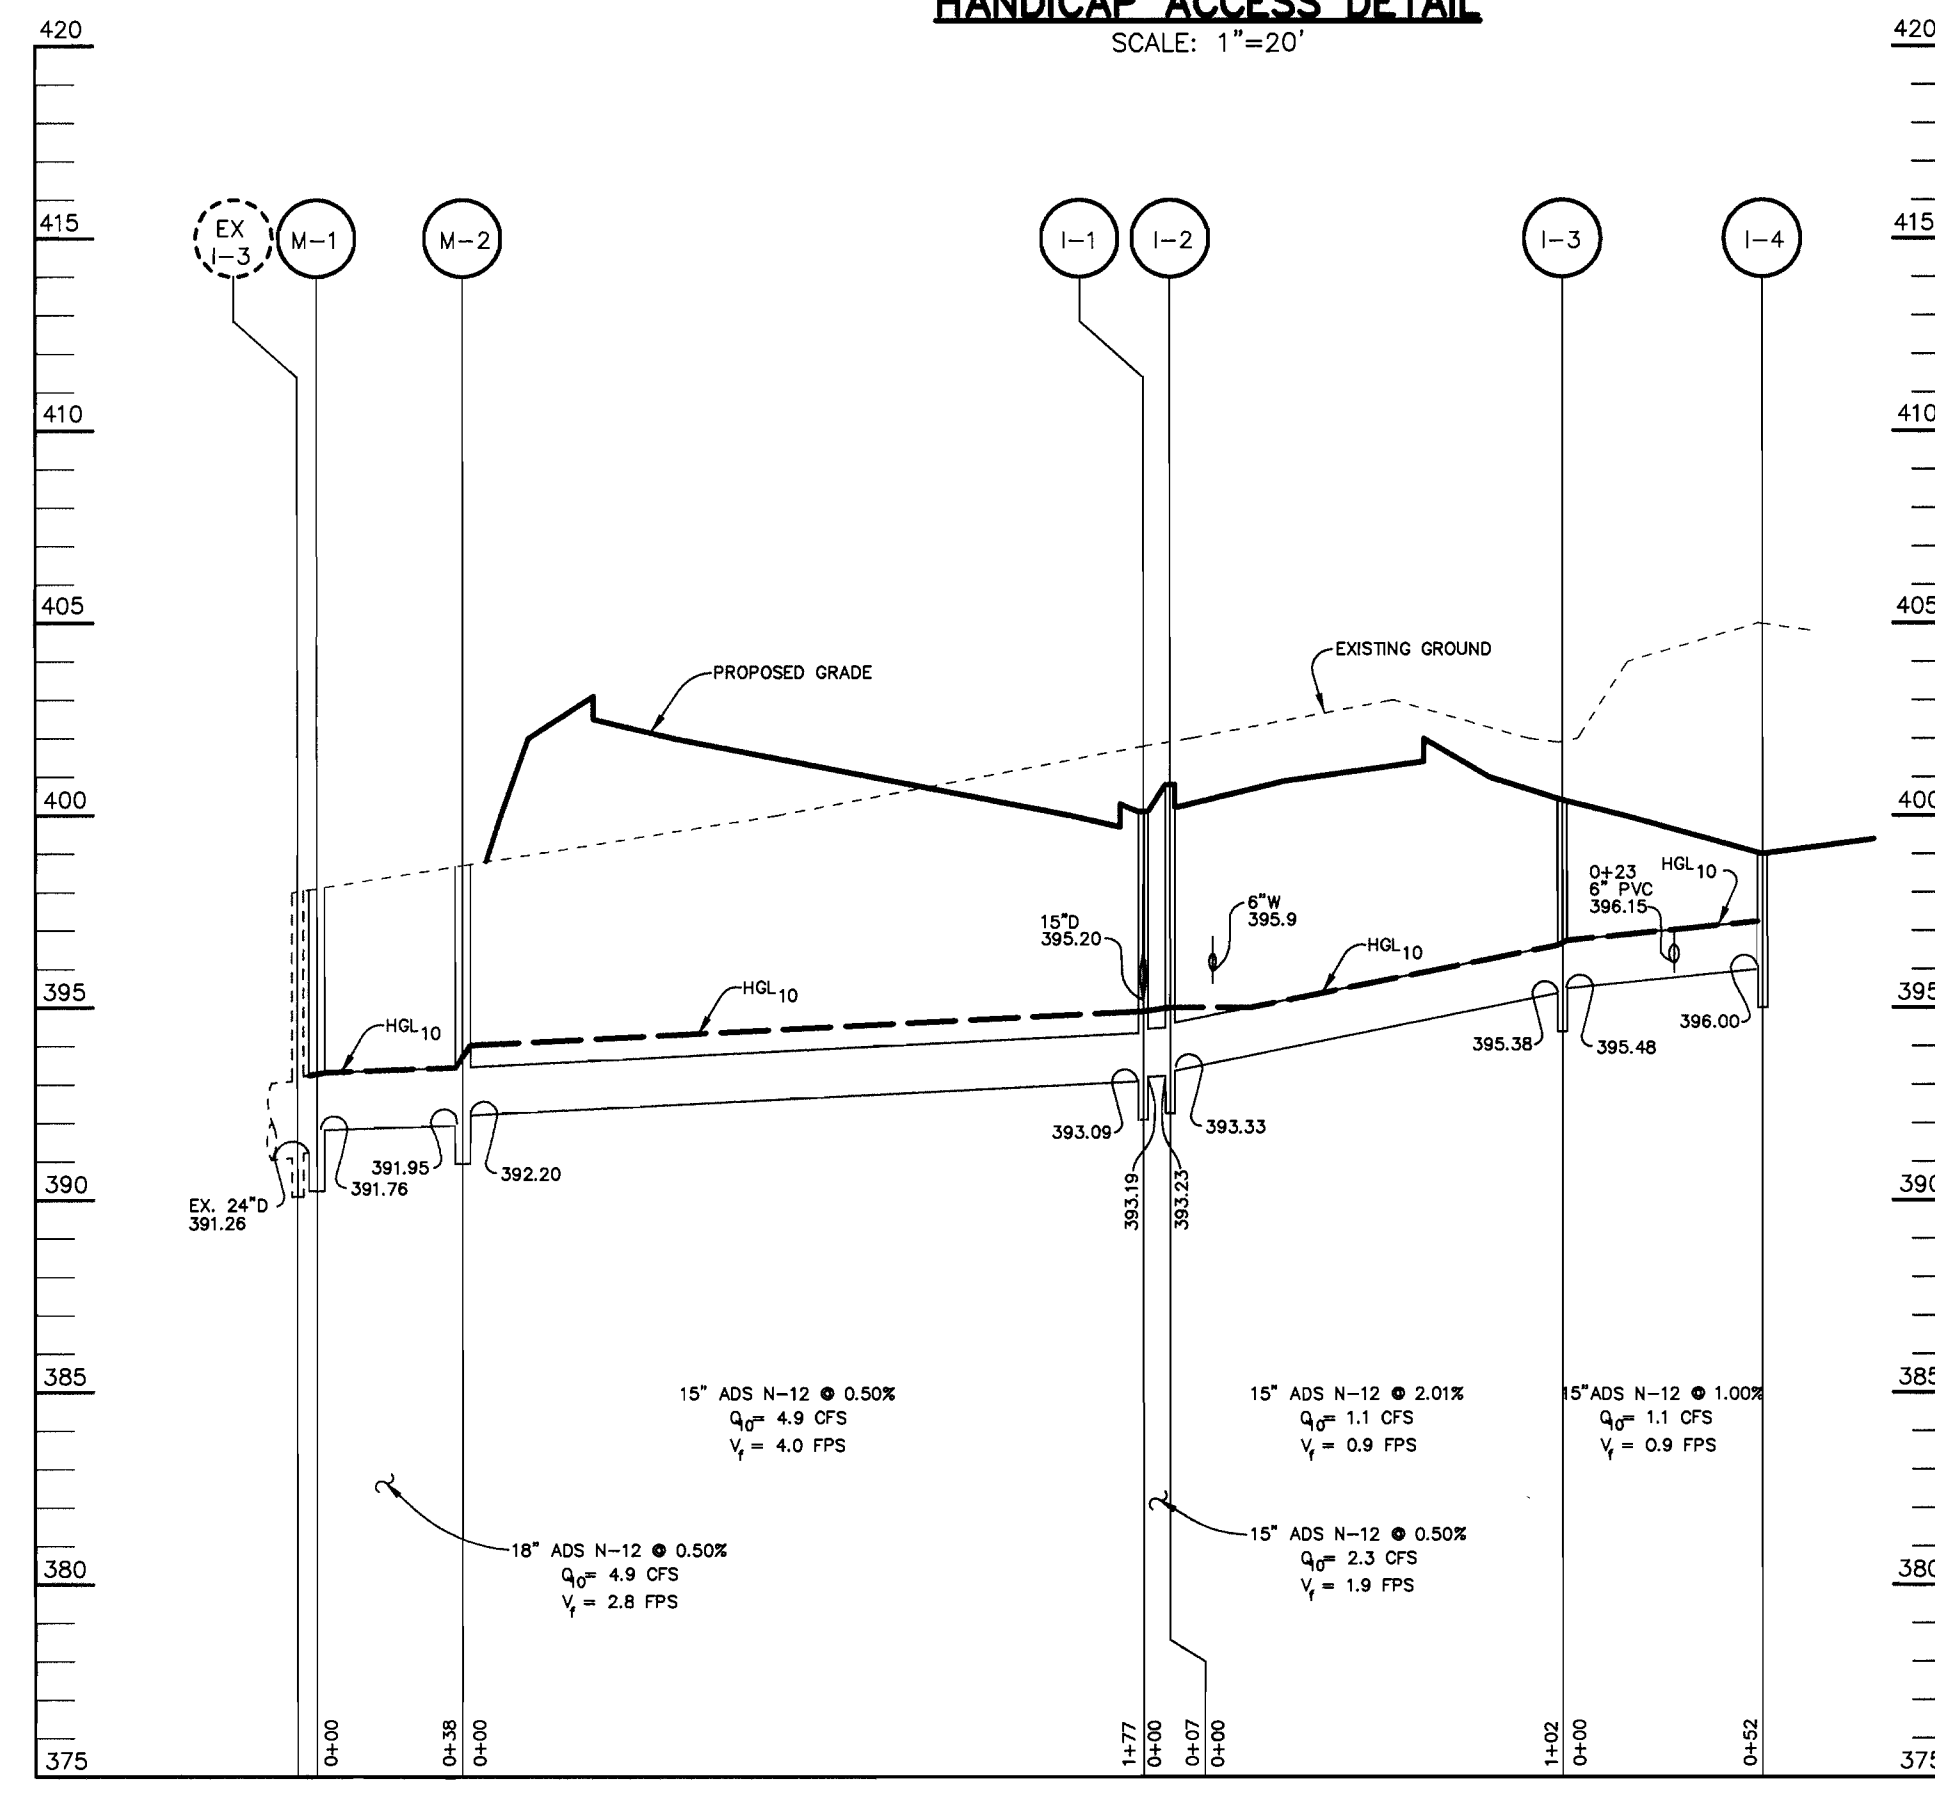 HANDICAP ACCESS DETAIL
SCALE: 1"=20'
420
420
415
415
EX
I-3
M-1
M-2
I-1
I-2
I-3
I-4
410
410
405
405
EXISTING GROUND
PROPOSED GRADE
400
400
0+23
6" PVC
396.15
HGL10
15"D
395.20
6"W
395.9
HGL10
HGL10
HGL10
395
395
395.38
395.48
396.00
393.09
393.19
393.23
393.33
391.95
391.76
392.20
390
390
EX. 24"D
391.26
385
385
15" ADS N-12 @ 0.50%
Q10= 4.9 CFS
Vf = 4.0 FPS
15" ADS N-12 @ 2.01%
Q10= 1.1 CFS
Vf = 0.9 FPS
15"ADS N-12 @ 1.00%
Q10= 1.1 CFS
Vf = 0.9 FPS
18" ADS N-12 @ 0.50%
Q10= 4.9 CFS
Vf = 2.8 FPS
15" ADS N-12 @ 0.50%
Q10= 2.3 CFS
Vf = 1.9 FPS
380
380
0+00
0+38
0+00
1+77
0+00
0+07
0+00
1+02
0+00
0+52
375
375